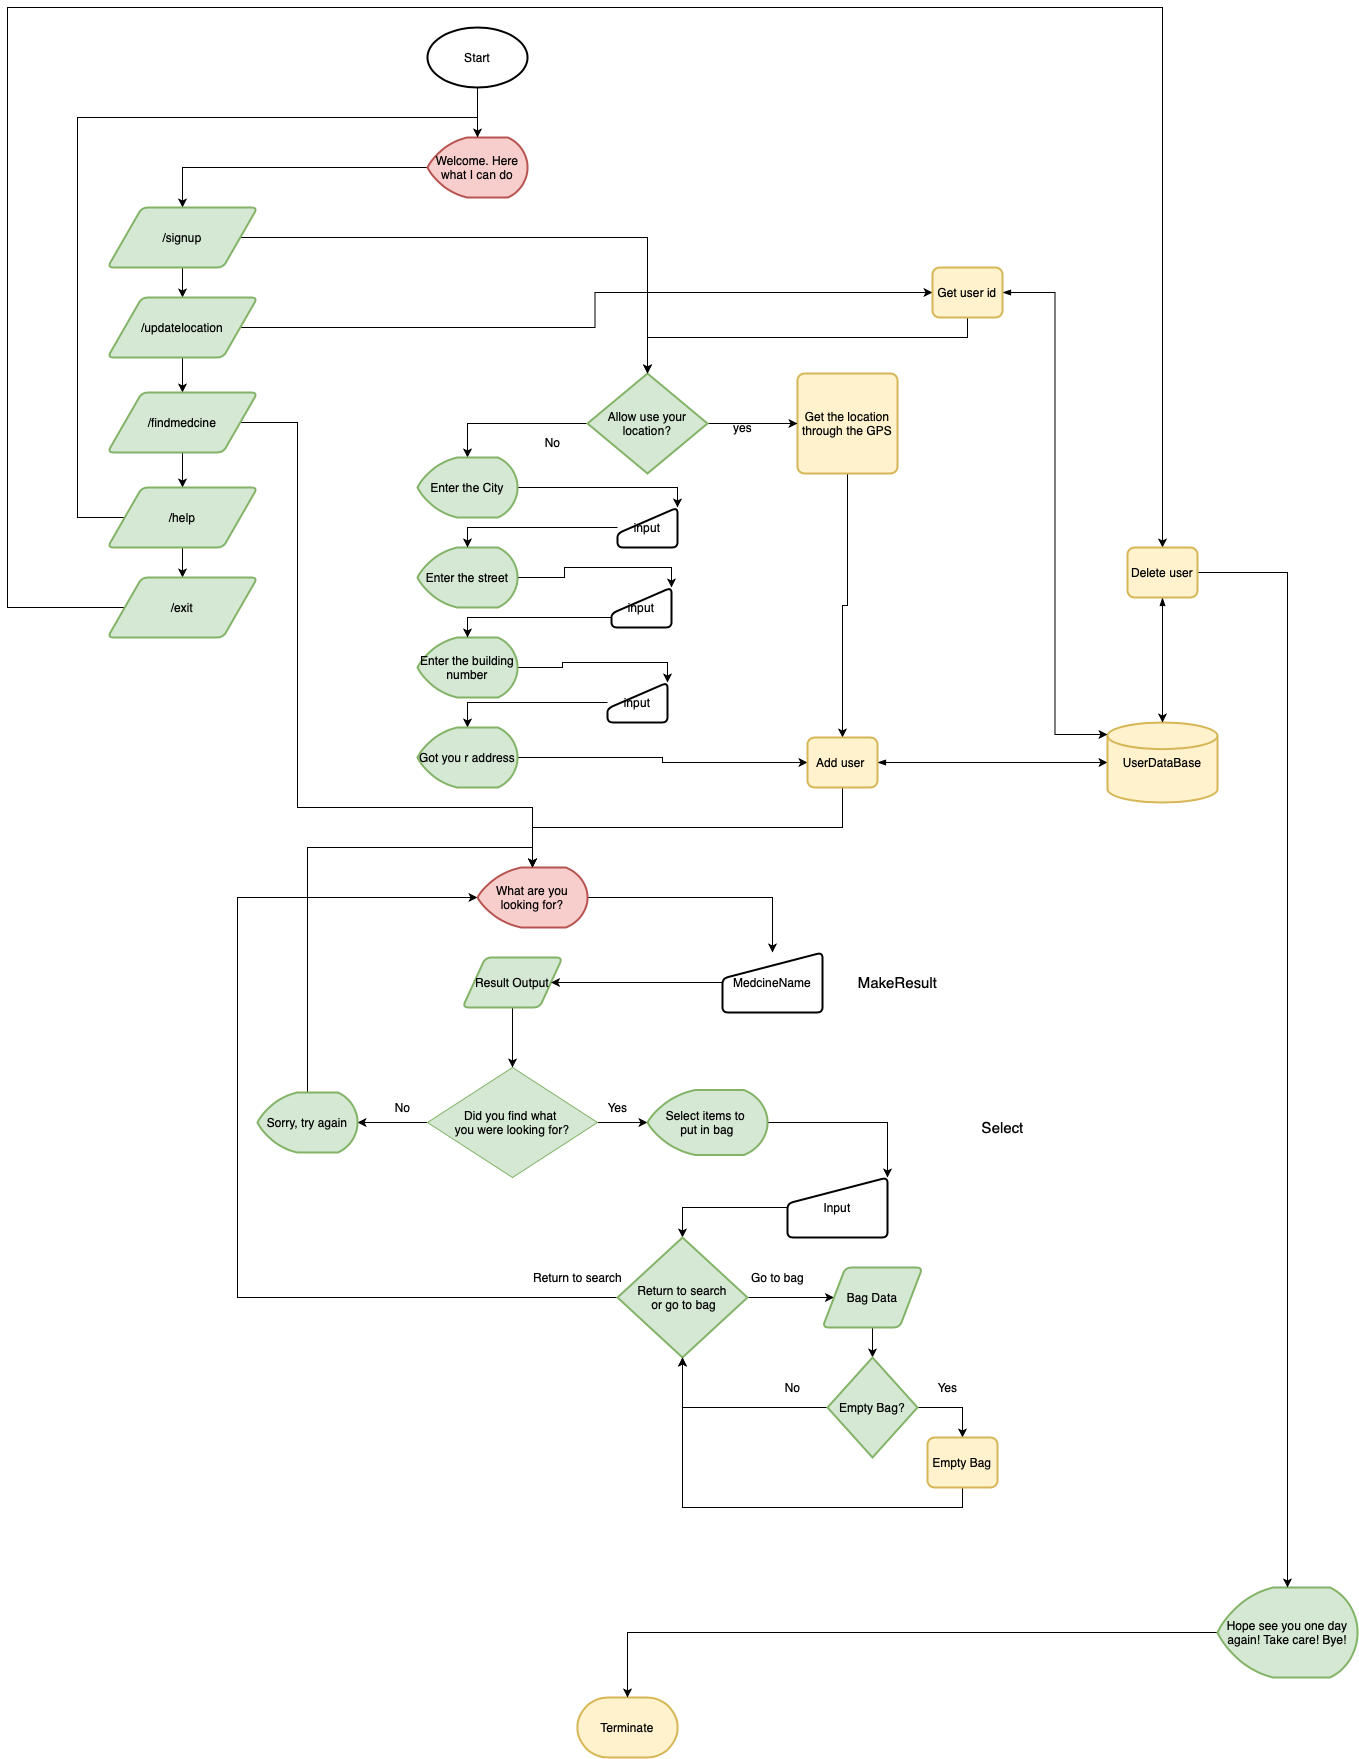 Start
Welcome. Here
what I can do
/signup
/updatelocation
Get user id
/findmedcine
Allow use your
location?
No
yes
Get the location
through the GPS
Enter the City
input
/help
Enter the street
input
/exit
Delete user
Enter the building
number
input
Got you r address
Add user
UserDataBase
What are you
looking for?
Result Output
MedcineName
MakeResult
Sorry, try again
No
Did you find what
you were looking for?
Yes
Select items to
put in bag
Select
Input
Return to search
Return to search
or go to bag
Go to bag
Bag Data
No
Empty Bag?
Yes
Empty Bag
Hope see you one day
again! Take care! Bye!
Terminate